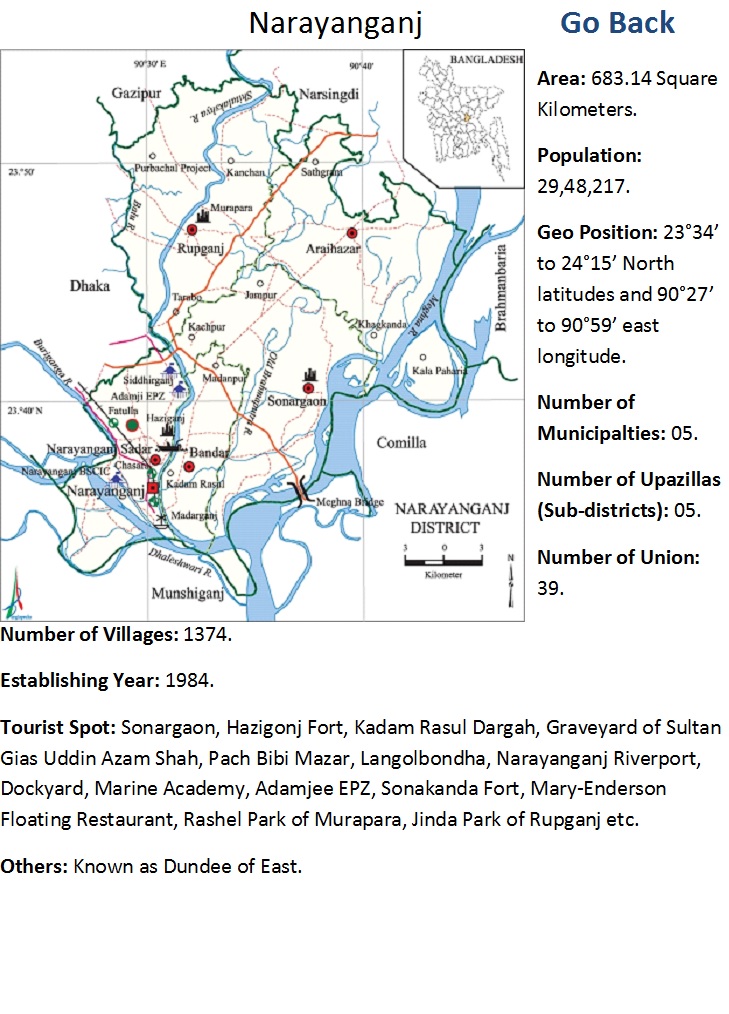 Narayanganj
Go Back
90°30' E
90°40'
BANGLADESH
Gazipur
Narsingdi
Shitalakshya R.
23.°50'
Purbachal Project
Kanchan
Sathgram
Balu R.
Murapara
Rupganj
Araihazar
Dhaka
Brahmanbaria
Tarabo
Jampur
Meghna R.
Kachpur
Khagkanda
Buriganga R.
Old Brahmaputra R.
Siddhirganj
Madanpur
Kala Paharia
Adamji EPZ
23.°40' N
Fatulla
Haziganj
Sonargaon
Comilla
Narayanganj Sadar
Bandar
Chasara
Narayanganj BSCIC
Kadam Rasul
Narayanganj
Meghna Bridge
Madarganj
NARAYANGANJ
DISTRICT
Dhaleshwari R.
3 0 3
Kilometer
N
Munshiganj
Area: 683.14 Square
Kilometers.
Population:
29,48,217.
Geo Position: 23°34′
to 24°15′ North
latitudes and 90°27′
to 90°59′ east
longitude.
Number of
Municipalties: 05.
Number of Upazillas
(Sub-districts): 05.
Number of Union:
39.
Number of Villages: 1374.
Establishing Year: 1984.
Tourist Spot: Sonargaon, Hazigonj Fort, Kadam Rasul Dargah, Graveyard of Sultan
Gias Uddin Azam Shah, Pach Bibi Mazar, Langolbondha, Narayanganj Riverport,
Dockyard, Marine Academy, Adamjee EPZ, Sonakanda Fort, Mary-Enderson
Floating Restaurant, Rashel Park of Murapara, Jinda Park of Rupganj etc.
Others: Known as Dundee of East.